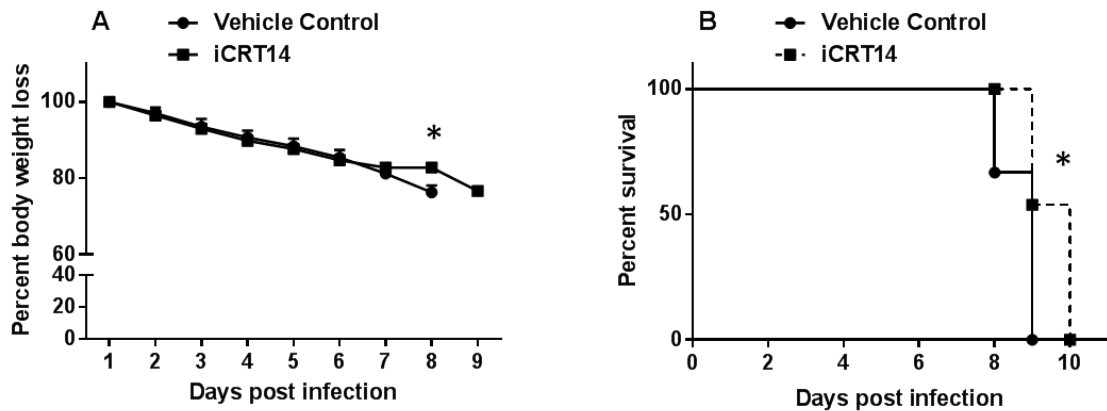 A
Vehicle Control
iCRT14
Percent body weight loss
100
80
60
40
20
0
*
1 2 3 4 5 6 7 8 9
Days post infection
B
Vehicle Control
iCRT14
Percent survival
100
50
0
*
0 2 4 6 8 10
Days post infection